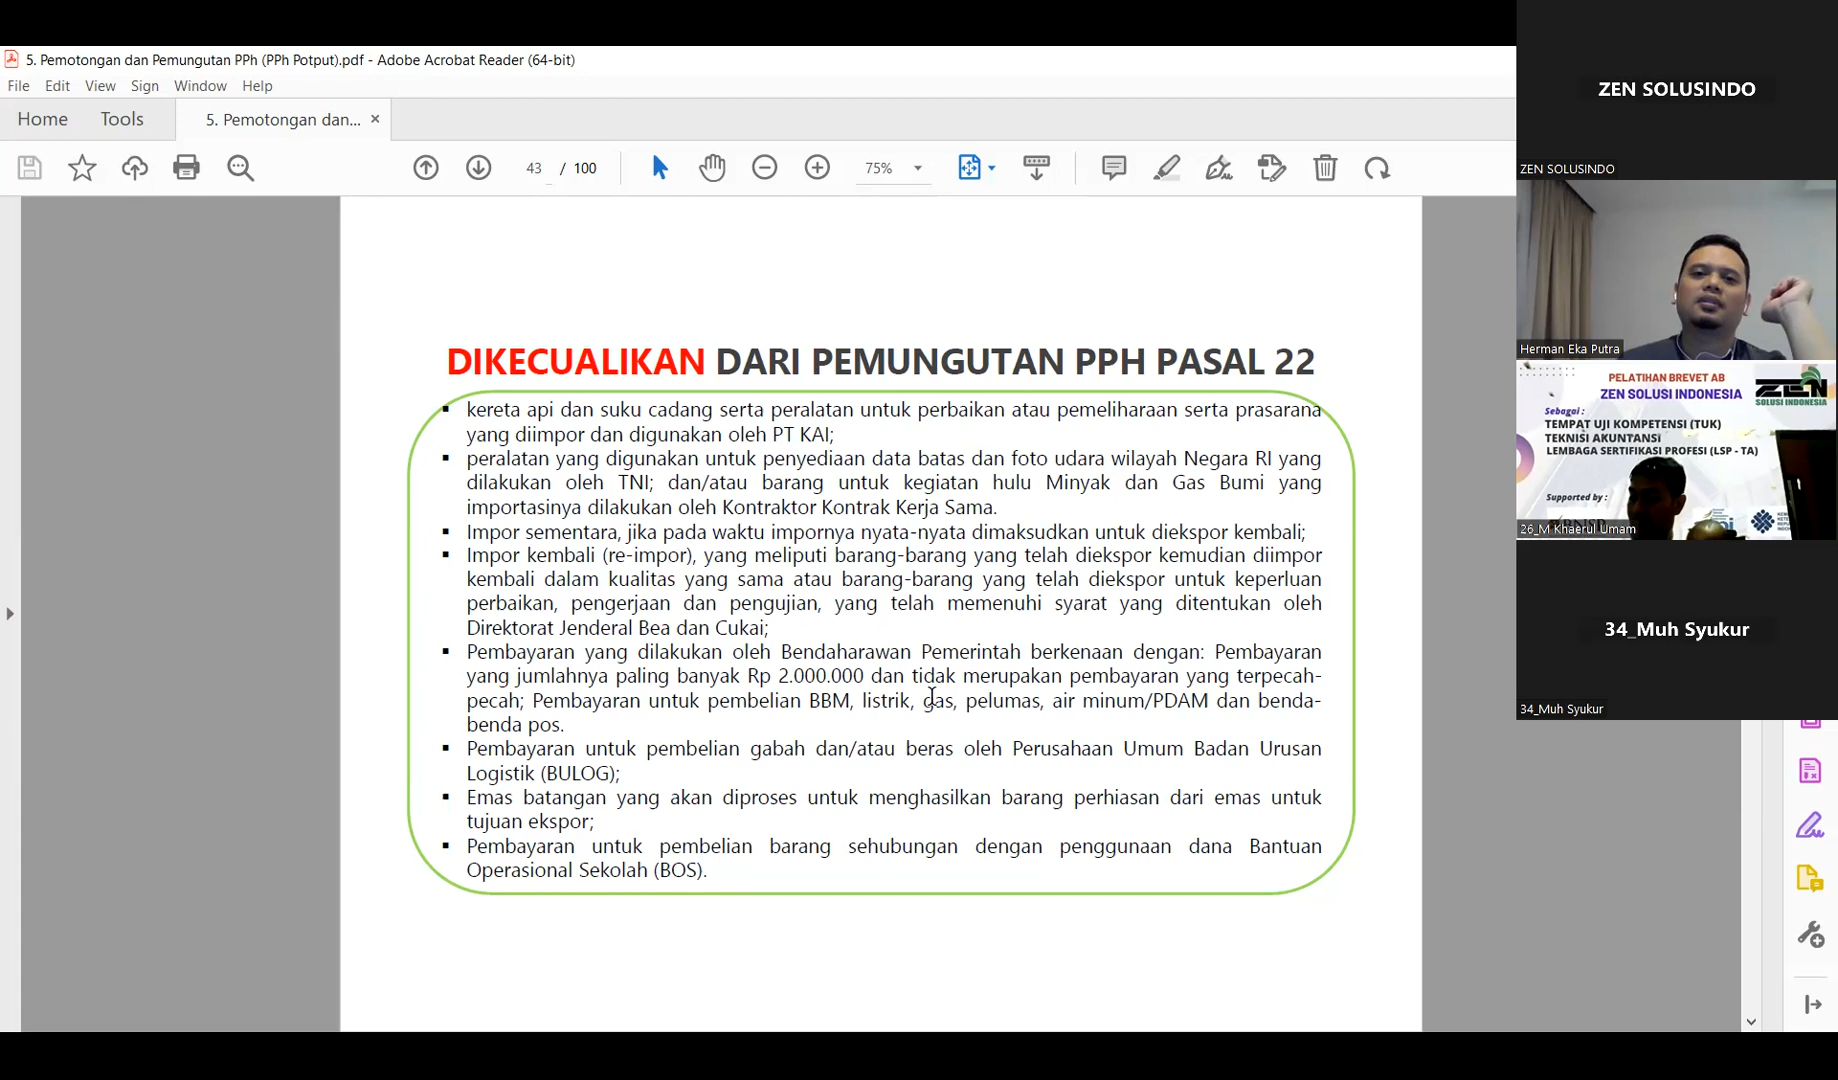 5. Pemotongan dan Pemungutan PPh (PPh Potput).pdf - Adobe Acrobat Reader (64-bit)
File Edit View Sign Window Help
Home Tools 5. Pemotongan dan... ×
43 / 100 75%
DIKECUALIKAN DARI PEMUNGUTAN PPH PASAL 22
▪ kereta api dan suku cadang serta peralatan untuk perbaikan atau pemeliharaan serta prasarana
yang diimpor dan digunakan oleh PT KAI;
▪ peralatan yang digunakan untuk penyediaan data batas dan foto udara wilayah Negara RI yang
dilakukan oleh TNI; dan/atau barang untuk kegiatan hulu Minyak dan Gas Bumi yang
importasinya dilakukan oleh Kontraktor Kontrak Kerja Sama.
▪ Impor sementara, jika pada waktu impornya nyata-nyata dimaksudkan untuk diekspor kembali;
▪ Impor kembali (re-impor), yang meliputi barang-barang yang telah diekspor kemudian diimpor
kembali dalam kualitas yang sama atau barang-barang yang telah diekspor untuk keperluan
perbaikan, pengerjaan dan pengujian, yang telah memenuhi syarat yang ditentukan oleh
Direktorat Jenderal Bea dan Cukai;
▪ Pembayaran yang dilakukan oleh Bendaharawan Pemerintah berkenaan dengan: Pembayaran
yang jumlahnya paling banyak Rp 2.000.000 dan tidak merupakan pembayaran yang terpecah-
pecah; Pembayaran untuk pembelian BBM, listrik, gas, pelumas, air minum/PDAM dan benda-
benda pos.
▪ Pembayaran untuk pembelian gabah dan/atau beras oleh Perusahaan Umum Badan Urusan
Logistik (BULOG);
▪ Emas batangan yang akan diproses untuk menghasilkan barang perhiasan dari emas untuk
tujuan ekspor;
▪ Pembayaran untuk pembelian barang sehubungan dengan penggunaan dana Bantuan
Operasional Sekolah (BOS).
ZEN SOLUSINDO
ZEN SOLUSINDO
Herman Eka Putra
PELATIHAN BREVET AB
ZEN SOLUSI INDONESIA
ZEN
SOLUSI INDONESIA
Sebagai :
TEMPAT UJI KOMPETENSI (TUK)
TEKNISI AKUNTANSI
LEMBAGA SERTIFIKASI PROFESI (LSP - TA)
Supported by :
26_M Khaerul Umam
34_Muh Syukur
34_Muh Syukur